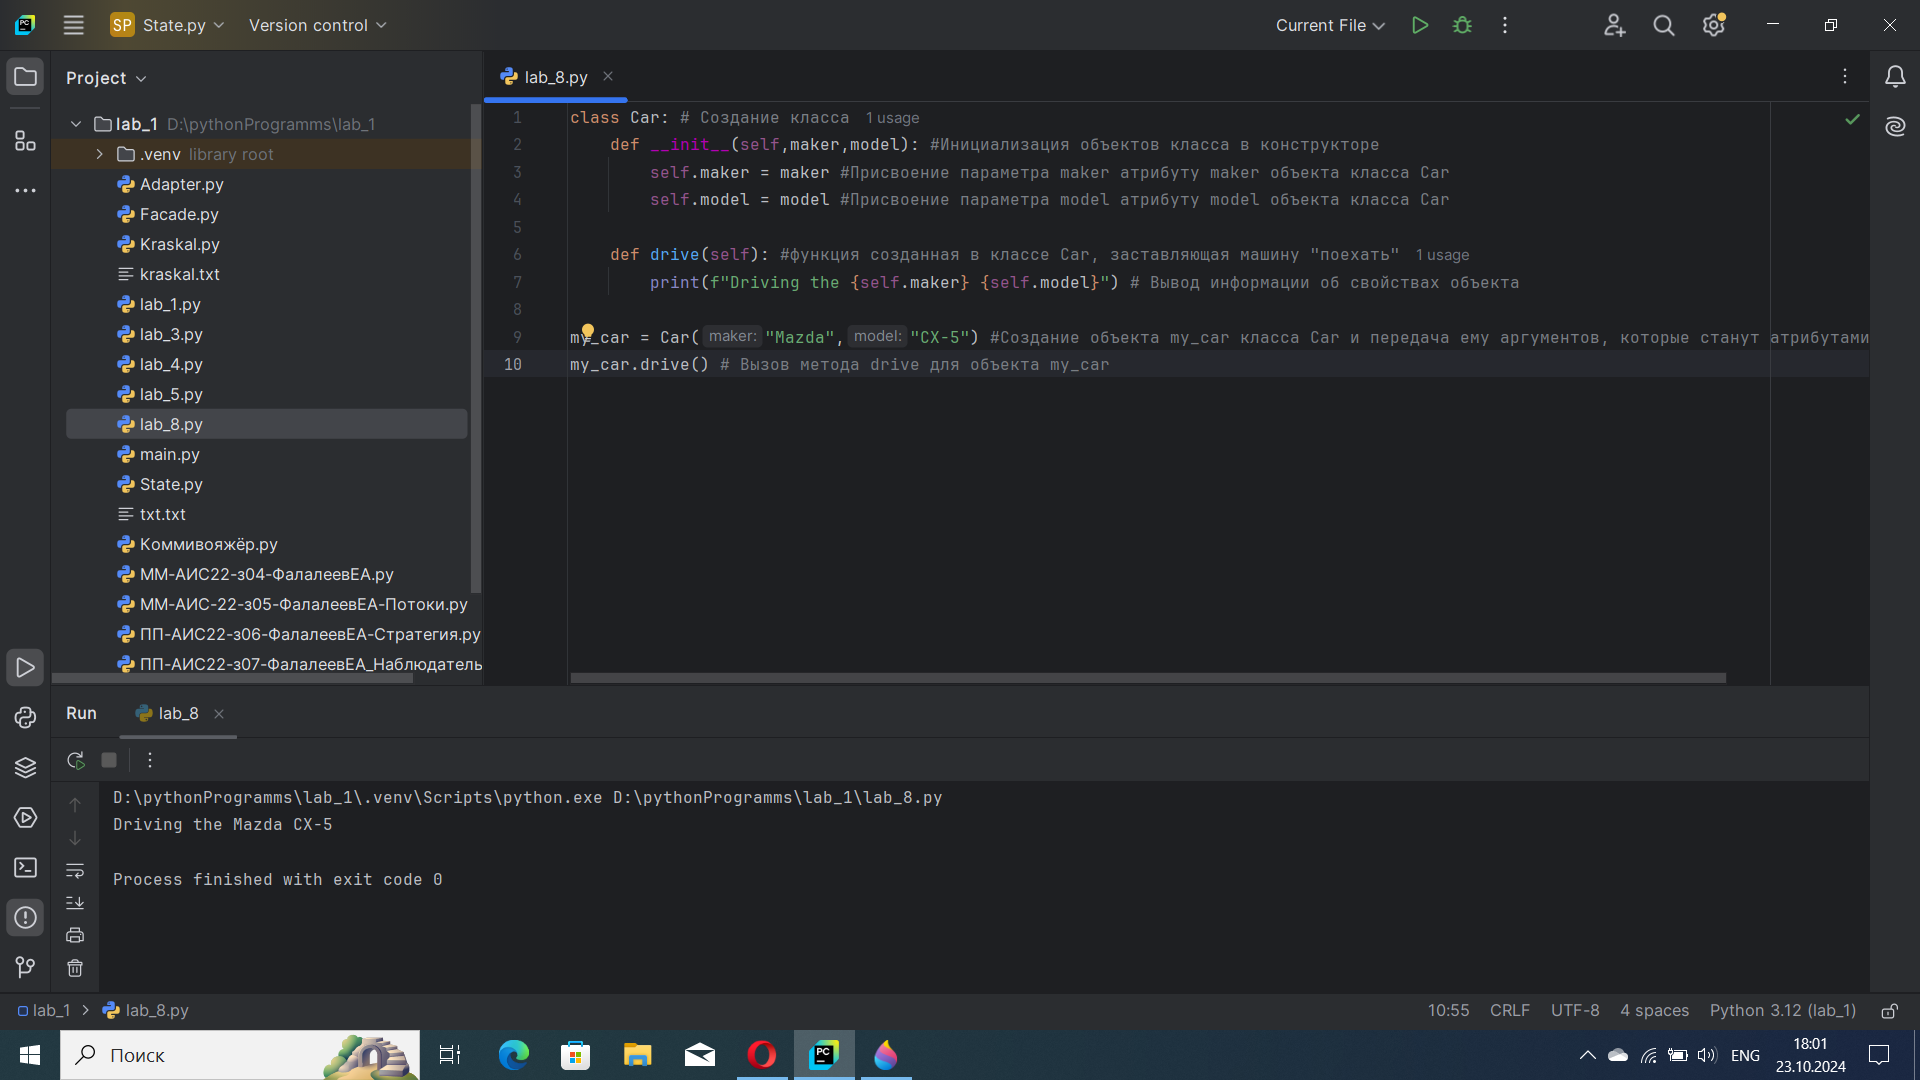 SP State.py Version control Current File
Project lab_8.py
lab_1 D:\pythonProgramms\lab_1
.venv library root
Adapter.py
Facade.py
Kraskal.py
kraskal.txt
lab_1.py
lab_3.py
lab_4.py
lab_5.py
lab_8.py
main.py
State.py
txt.txt
Коммивояжёр.py
ММ-АИС22-з04-ФалалеевЕА.py
ММ-АИС-22-з05-ФалалеевЕА-Потоки.py
ПП-АИС22-з06-ФалалеевЕА-Стратегия.py
ПП-АИС22-з07-ФалалеевЕА_Наблюдатель
1 class Car: # Создание класса 1 usage
2 def __init__(self,maker,model): #Инициализация объектов класса в конструкторе
3 self.maker = maker #Присвоение параметра maker атрибуту maker объекта класса Car
4 self.model = model #Присвоение параметра model атрибуту model объекта класса Car
5
6 def drive(self): #функция созданная в классе Car, заставляющая машину "поехать" 1 usage
7 print(f"Driving the {self.maker} {self.model}") # Вывод информации об свойствах объекта
8
9 my_car = Car( maker: "Mazda", model: "CX-5") #Создание объекта my_car класса Car и передача ему аргументов, которые станут атрибутами
10 my_car.drive() # Вызов метода drive для объекта my_car
Run lab_8
D:\pythonProgramms\lab_1\.venv\Scripts\python.exe D:\pythonProgramms\lab_1\lab_8.py
Driving the Mazda CX-5
Process finished with exit code 0
lab_1 lab_8.py 10:55 CRLF UTF-8 4 spaces Python 3.12 (lab_1)
Поиск PC ENG 18:01
23.10.2024